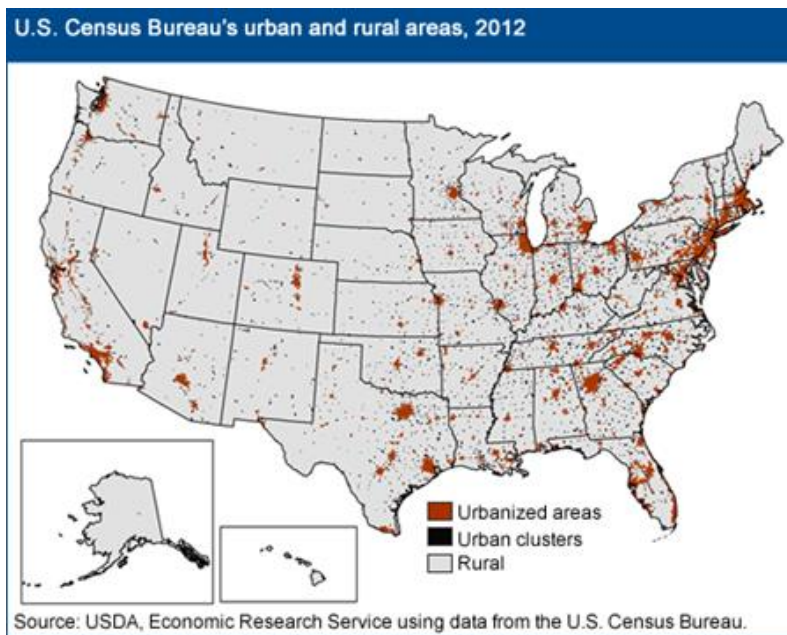 U.S. Census Bureau's urban and rural areas, 2012
Urbanized areas
Urban clusters
Rural
Source: USDA, Economic Research Service using data from the U.S. Census Bureau.